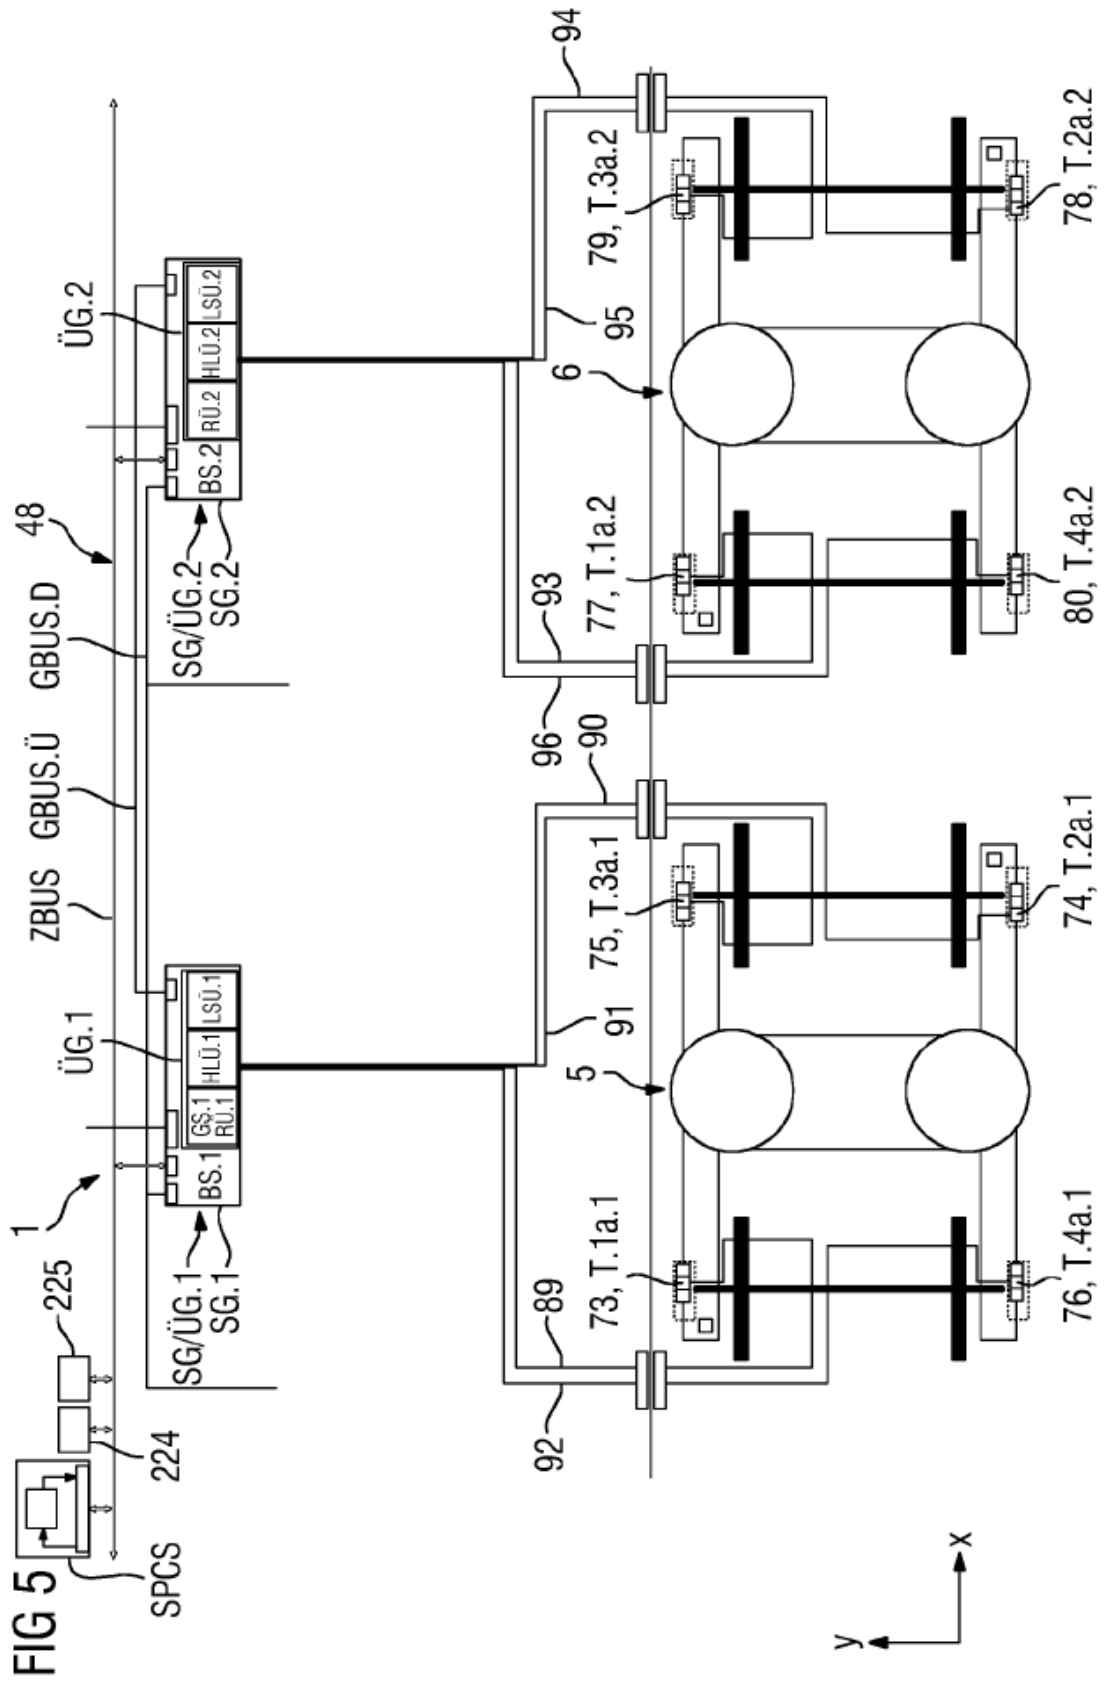 FIG 5
1
48
ZBUS GBUS.Ü GBUS.D
225
ÜG.1
ÜG.2
SPCS
224
SG/ÜG.1
SG.1
BS.1
GS.1
RÜ.1
HLÜ.1
LSÜ.1
SG/ÜG.2
SG.2
BS.2
RÜ.2
HLÜ.2
LSÜ.2
92
89
91
90
96
93
95
94
5
6
73, T.1a.1
75, T.3a.1
77, T.1a.2
79, T.3a.2
y
x
76, T.4a.1
74, T.2a.1
80, T.4a.2
78, T.2a.2